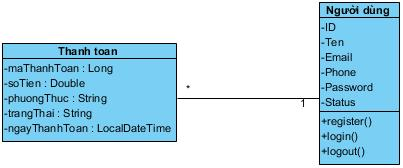 Thanh toan
-maThanhToan : Long
-soTien : Double
-phuongThuc : String
-trangThai : String
-ngayThanhToan : LocalDateTime
*
1
Người dùng
-ID
-Ten
-Email
-Phone
-Password
-Status
+register()
+login()
+logout()